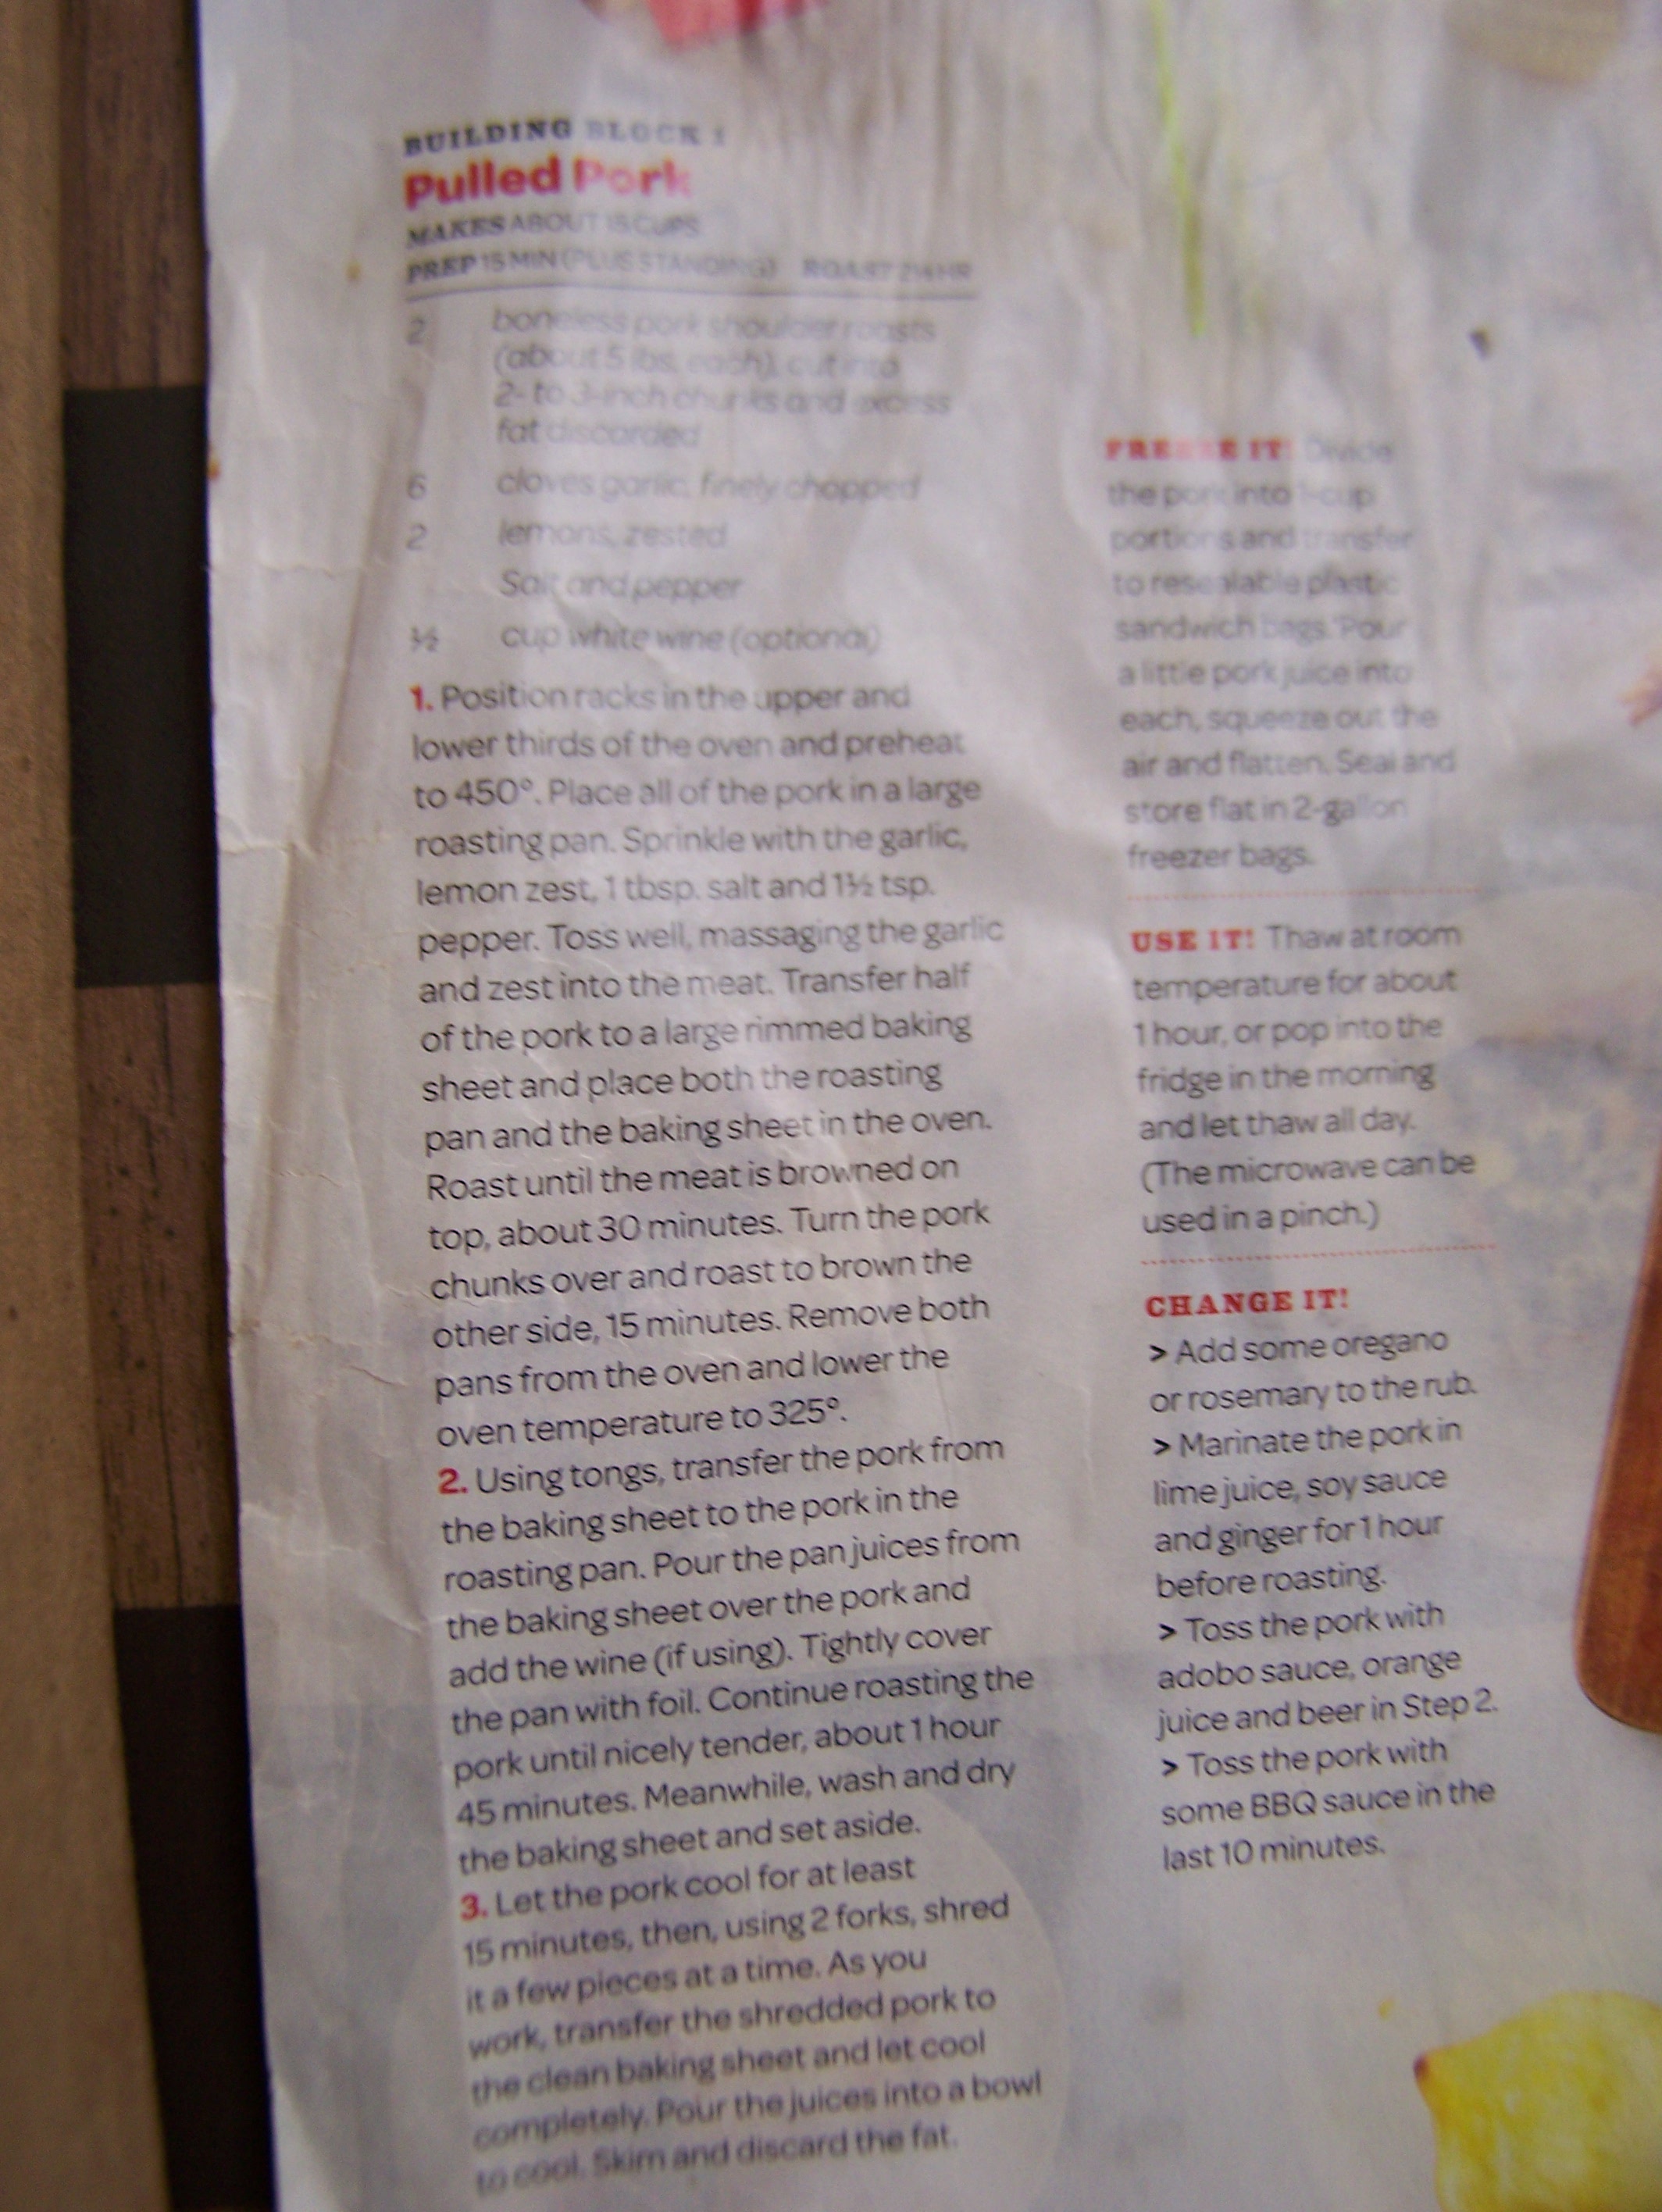 BUILDING BLOCK 1
Pulled Pork
MAKES ABOUT 15 CUPS
PREP 15 MIN (PLUS STANDING) ROAST 2¼ HR
2 boneless pork shoulder roasts
(about 5 lbs. each), cut into
2- to 3-inch chunks and excess
fat discarded
6 cloves garlic, finely chopped
2 lemons, zested
Salt and pepper
½ cup white wine (optional)
1. Position racks in the upper and
lower thirds of the oven and preheat
to 450°. Place all of the pork in a large
roasting pan. Sprinkle with the garlic,
lemon zest, 1 tbsp. salt and 1½ tsp.
pepper. Toss well, massaging the garlic
and zest into the meat. Transfer half
of the pork to a large rimmed baking
sheet and place both the roasting
pan and the baking sheet in the oven.
Roast until the meat is browned on
top, about 30 minutes. Turn the pork
chunks over and roast to brown the
other side, 15 minutes. Remove both
pans from the oven and lower the
oven temperature to 325°.
2. Using tongs, transfer the pork from
the baking sheet to the pork in the
roasting pan. Pour the pan juices from
the baking sheet over the pork and
add the wine (if using). Tightly cover
the pan with foil. Continue roasting the
pork until nicely tender, about 1 hour
45 minutes. Meanwhile, wash and dry
the baking sheet and set aside.
3. Let the pork cool for at least
15 minutes, then, using 2 forks, shred
it a few pieces at a time. As you
work, transfer the shredded pork to
the clean baking sheet and let cool
completely. Pour the juices into a bowl
to cool. Skim and discard the fat.
FREEZE IT! Divide
the pork into 1-cup
portions and transfer
to resealable plastic
sandwich bags. Pour
a little pork juice into
each, squeeze out the
air and flatten. Seal and
store flat in 2-gallon
freezer bags.
USE IT! Thaw at room
temperature for about
1 hour, or pop into the
fridge in the morning
and let thaw all day.
(The microwave can be
used in a pinch.)
CHANGE IT!
> Add some oregano
or rosemary to the rub.
> Marinate the pork in
lime juice, soy sauce
and ginger for 1 hour
before roasting.
> Toss the pork with
adobo sauce, orange
juice and beer in Step 2.
> Toss the pork with
some BBQ sauce in the
last 10 minutes.